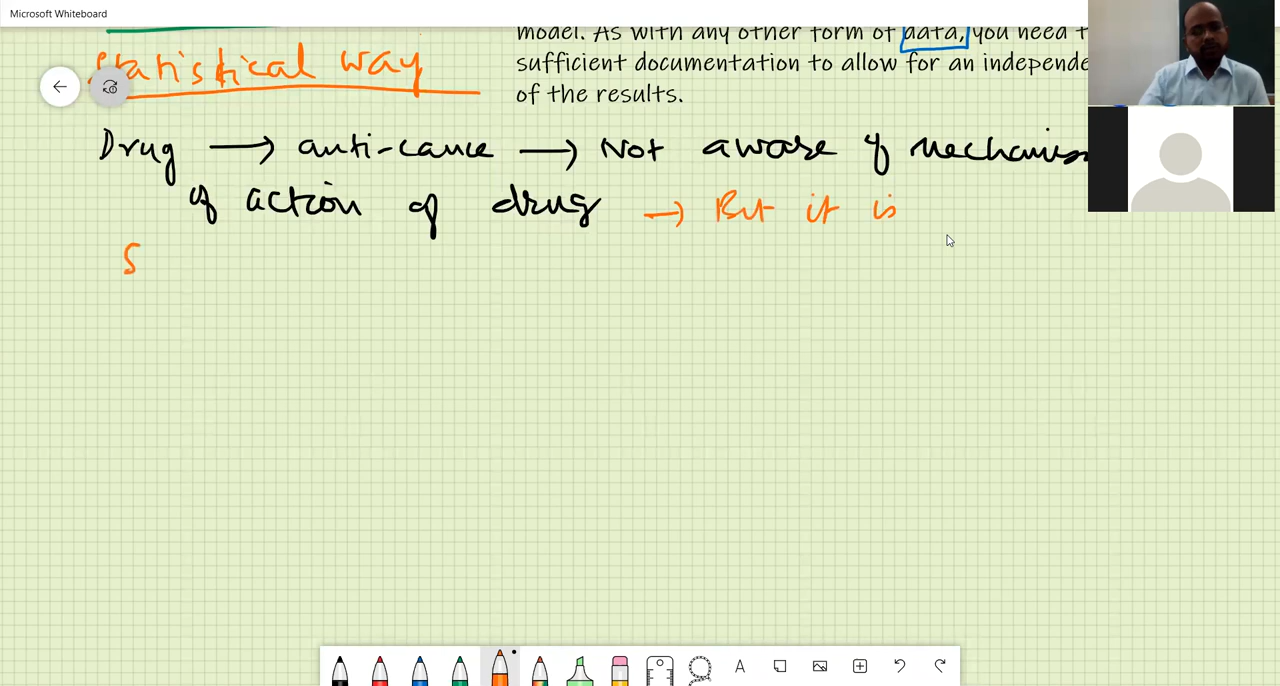 Microsoft Whiteboard
model. As with any other form of data, you need t
sufficient documentation to allow for an independe
of the results.
Statistical way
Drug → anti-cance → Not aware of mechanism
of action of drug → But it is
S